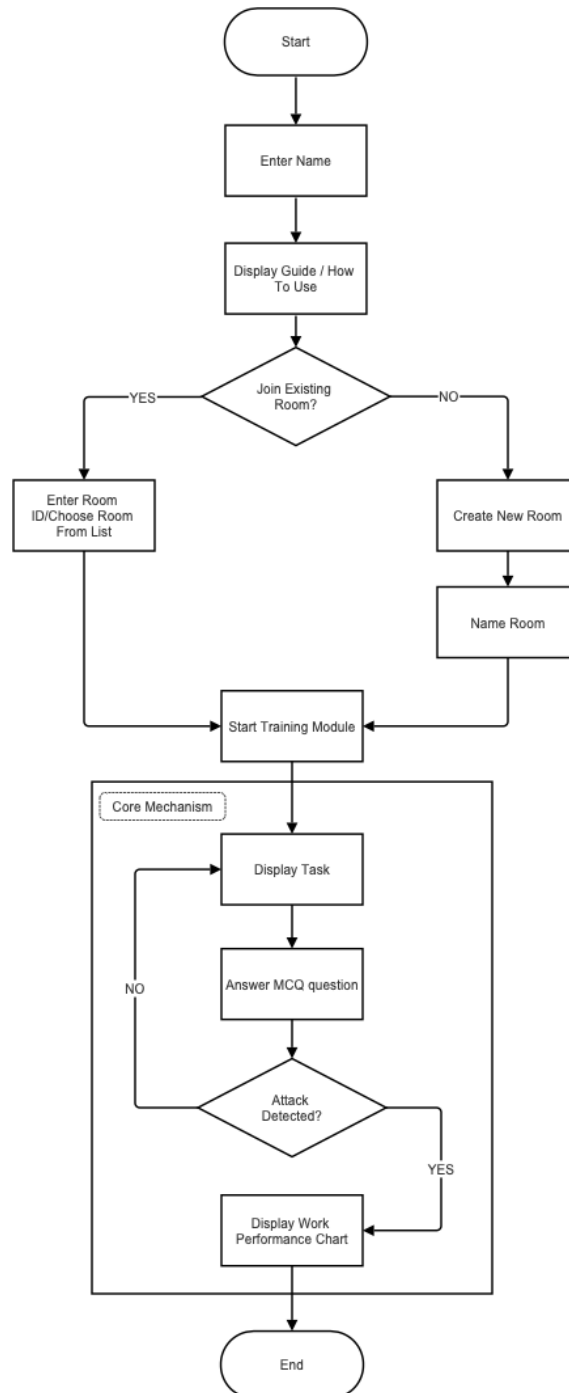 Start
Enter Name
Display Guide / How
To Use
Join Existing
Room?
YES
NO
Enter Room
ID/Choose Room
From List
Create New Room
Name Room
Start Training Module
Core Mechanism
Display Task
Answer MCQ question
NO
Attack
Detected?
YES
Display Work
Performance Chart
End